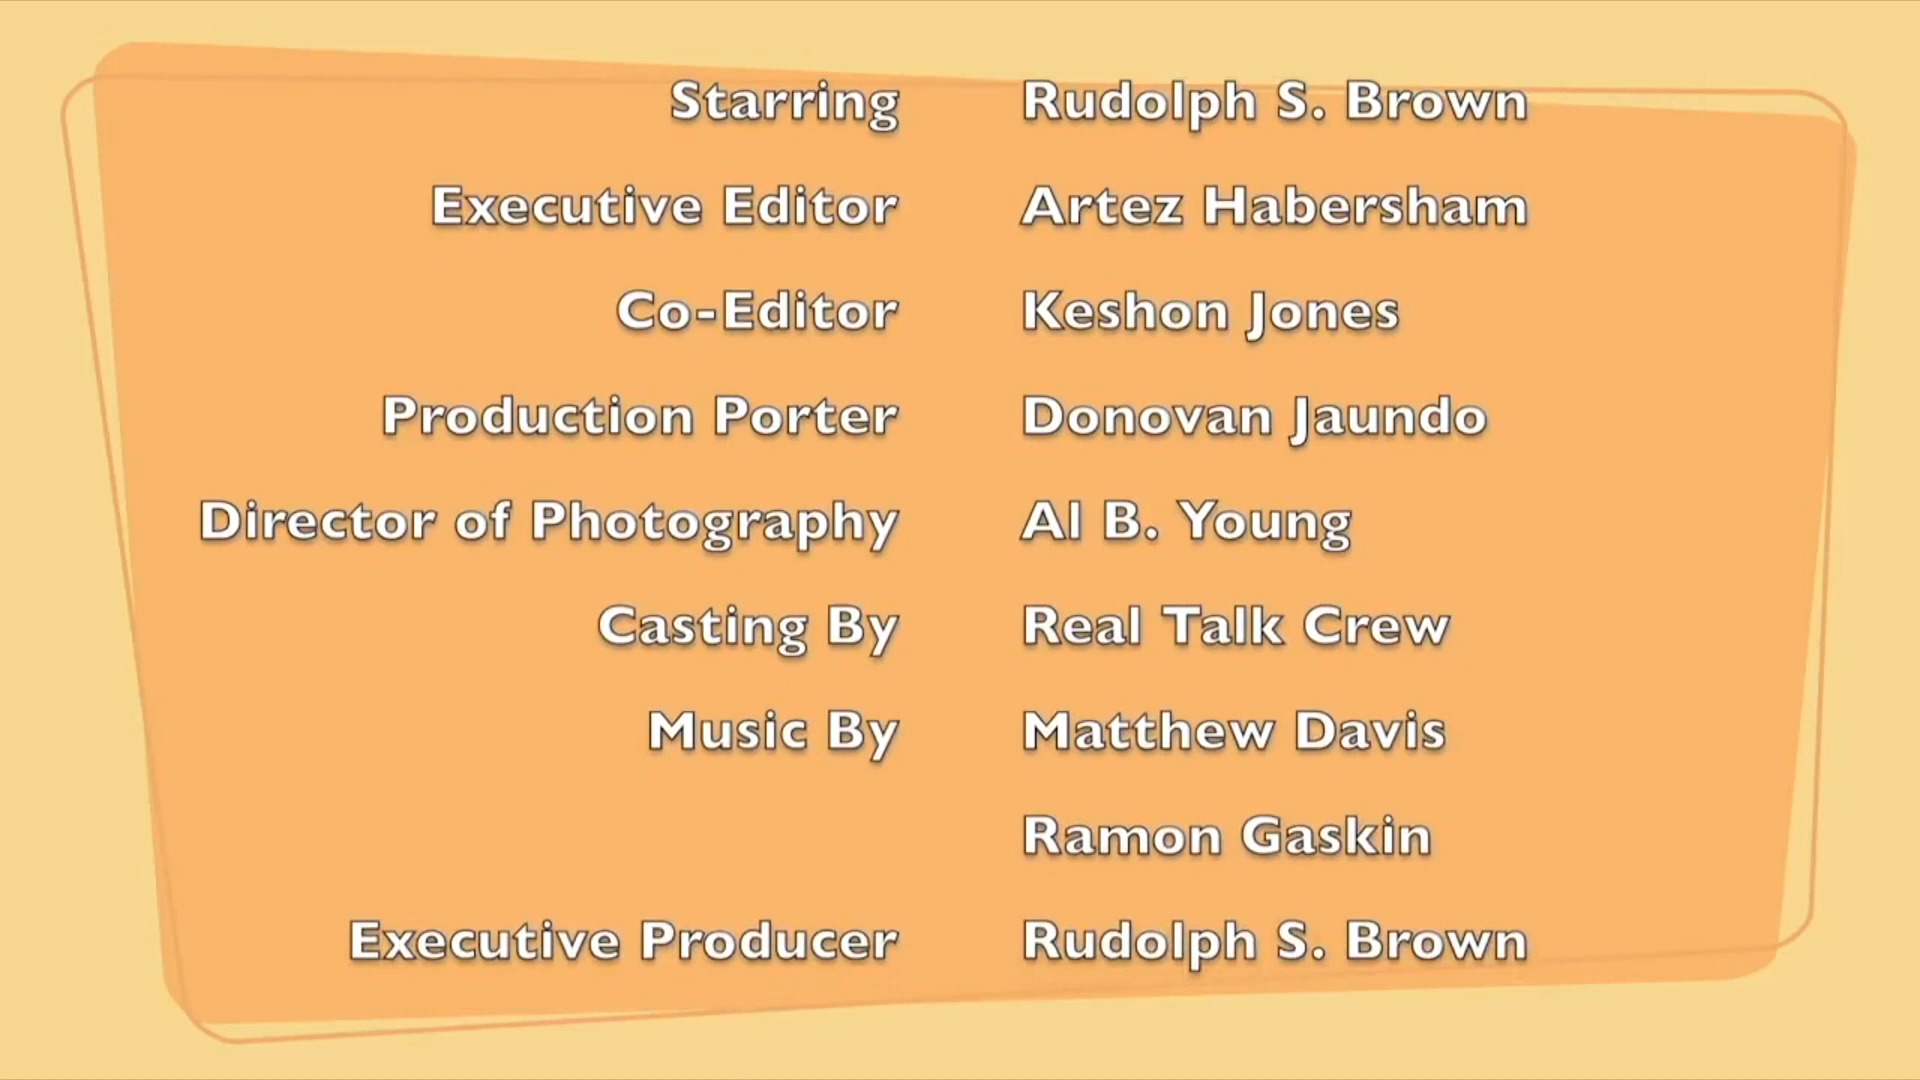 Starring Rudolph S. Brown
Executive Editor Artez Habersham
Co-Editor Keshon Jones
Production Porter Donovan Jaundo
Director of Photography Al B. Young
Casting By Real Talk Crew
Music By Matthew Davis
Ramon Gaskin
Executive Producer Rudolph S. Brown